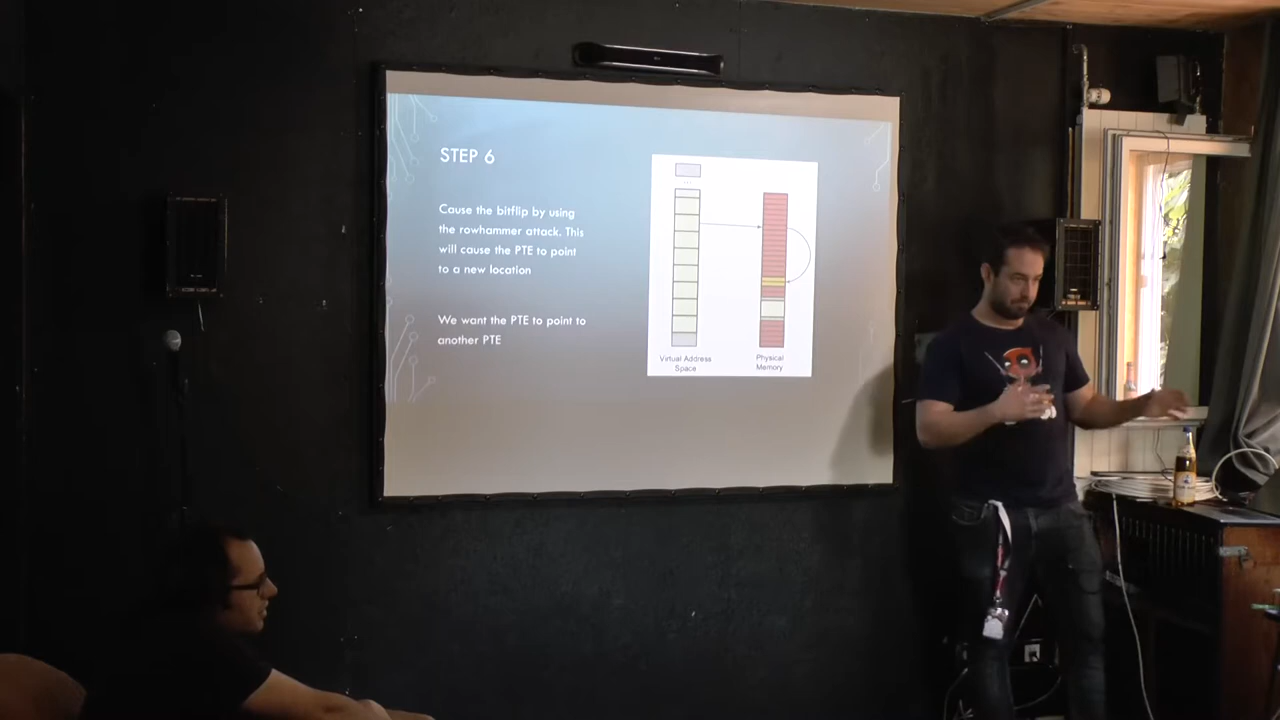 STEP 6
Cause the bitflip by using
the rowhammer attack. This
will cause the PTE to point
to a new location
We want the PTE to point to
another PTE
...
Virtual Address
Space
Physical
Memory